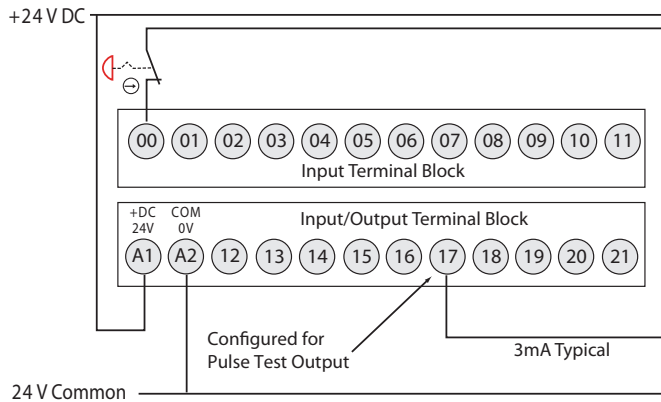 +24 V DC
00 01 02 03 04 05 06 07 08 09 10 11
Input Terminal Block
+DC COM
24V 0V
Input/Output Terminal Block
A1 A2 12 13 14 15 16 17 18 19 20 21
Configured for
Pulse Test Output
3mA Typical
24 V Common